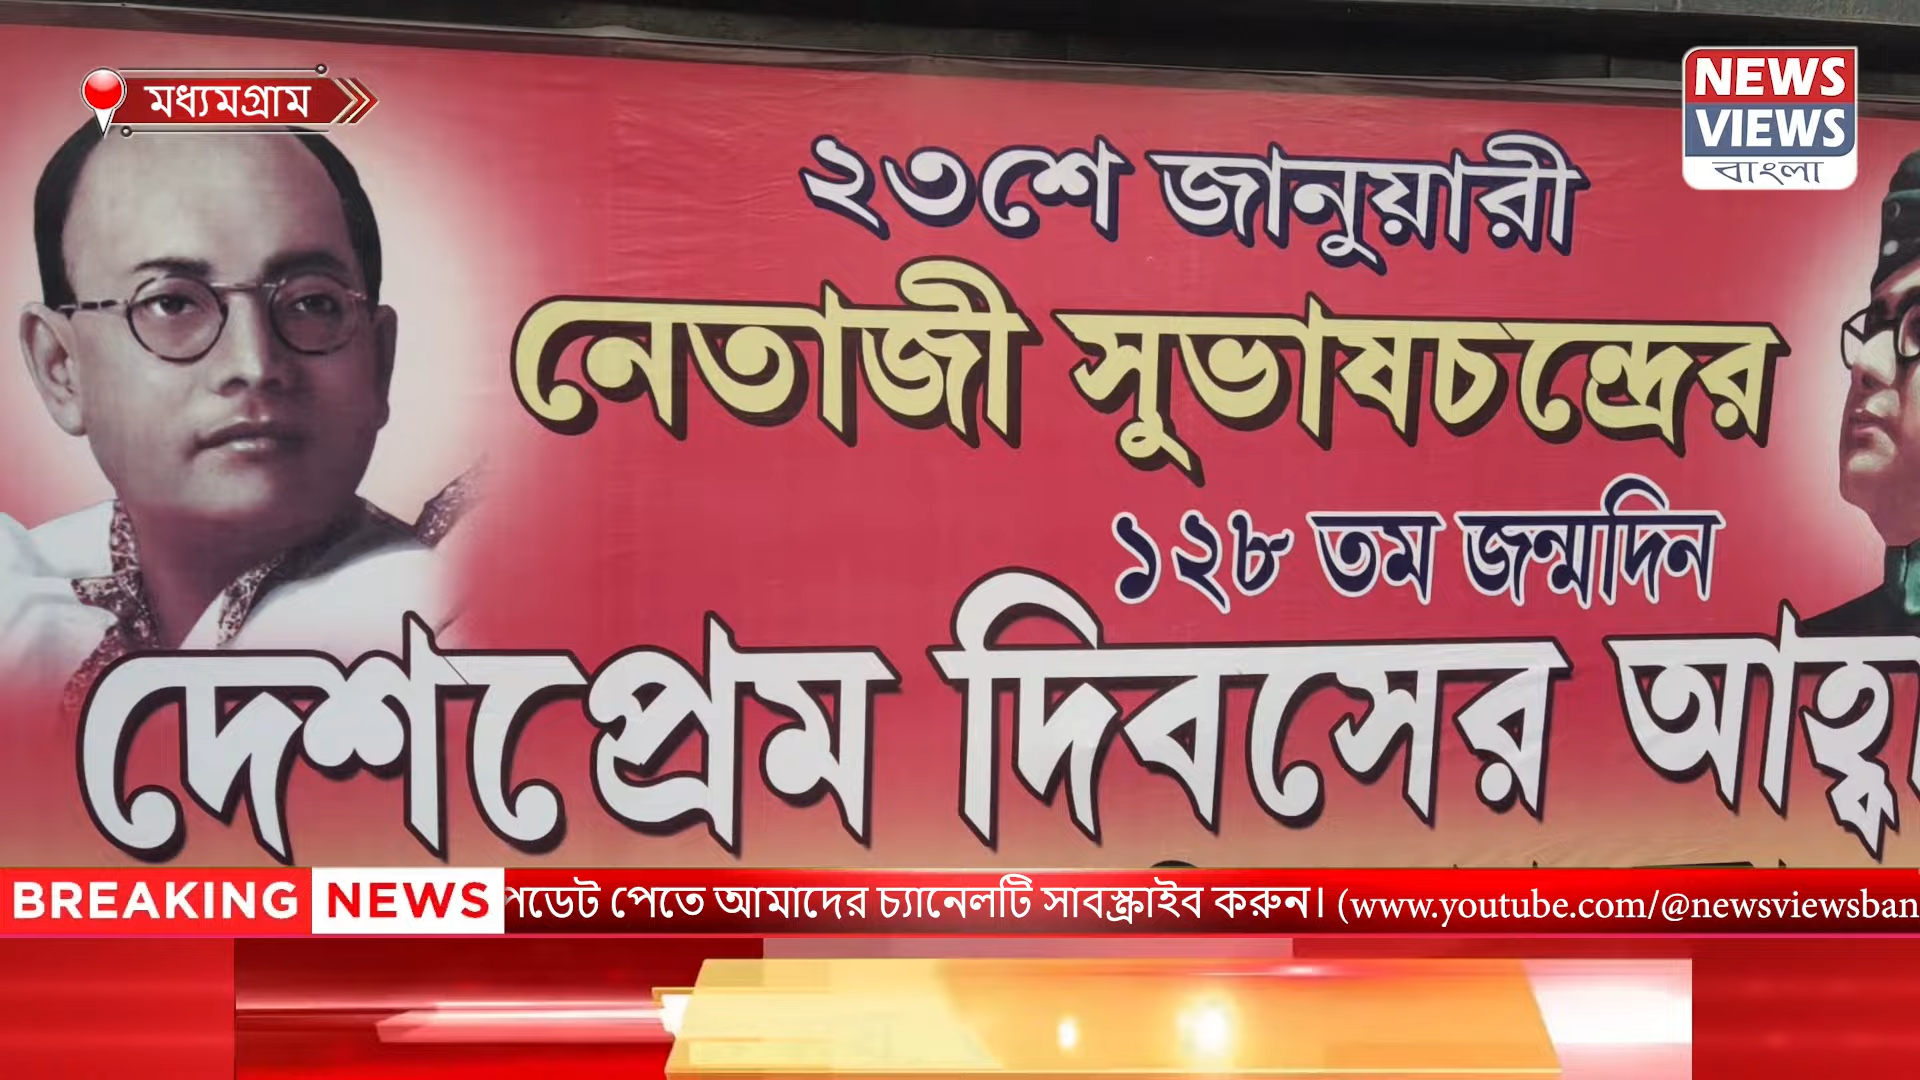 মধ্যমগ্রাম
NEWS
VIEWS
বাংলা
২৩শে জানুয়ারী
নেতাজী সুভাষচন্দ্রের
১২৮ তম জন্মদিন
দেশপ্রেম দিবসের
BREAKING NEWS
পেতে আমাদের চ্যানেলটি সাবস্ক্রাইব করুন। (www.youtube.com/@newsviewsban